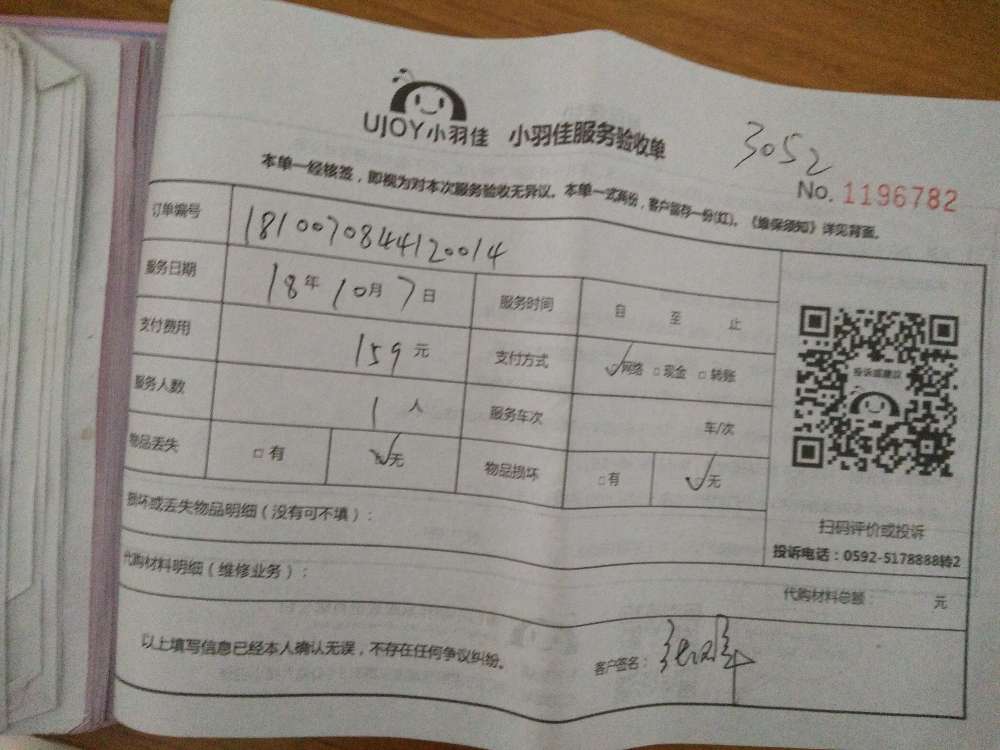 UJOY小羽佳 小羽佳服务验收单
3052
No. 1196782
本单一经核签，即视为对本次服务验收无异议。本单一式两份，客户留存一份(红)。《维保须知》详见背面。
订单编号 1810070844120014
服务日期 18年 10月 7日 服务时间 自 至 止
支付费用 159元 支付方式 ✓网络 □现金 □转账
服务人数 1人 服务车次 车/次
物品丢失 □有 ✓无 物品损坏 □有 ✓无
投诉或建议
扫码评价或投诉
投诉电话：0592-5178888转2
损坏或丢失物品明细（没有可不填）：
代购材料明细（维修业务）：
代购材料总额 元
以上填写信息已经本人确认无误，不存在任何争议纠纷。
客户签名：